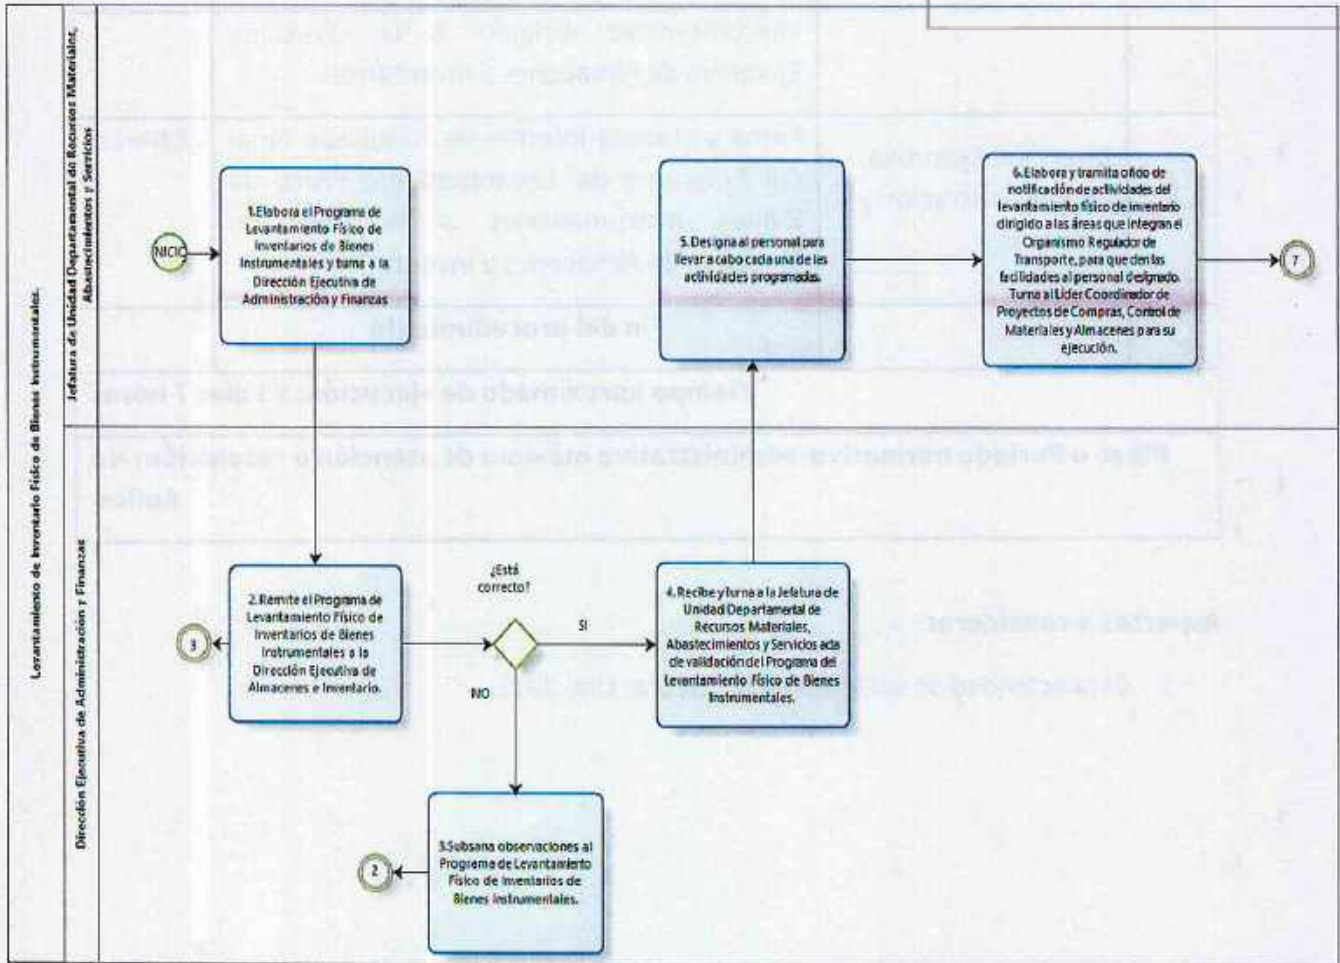 Levantamiento de Inventario Físico de Bienes Instrumentales.
Jefatura de Unidad Departamental de Recursos Materiales,
Abastecimientos y Servicios
INICIO
1.Elabora el Programa de
Levantamiento Físico de
Inventarios de Bienes
Instrumentales y turna a la
Dirección Ejecutiva de
Administración y Finanzas
5. Designa al personal para
llevar a cabo cada una de las
actividades programadas.
6.Elabora y tramita oficio de
notificación de actividades del
levantamiento físico de inventario
dirigido a las áreas que integran el
Organismo Regulador de
Transporte, para que den las
facilidades al personal designado.
Turna al Líder Coordinador de
Proyectos de Compras, Control de
Materiales y Almacenes para su
ejecución.
7
Dirección Ejecutiva de Administración y Finanzas
3
2. Remite el Programa de
Levantamiento Físico de
Inventarios de Bienes
Instrumentales a la
Dirección Ejecutiva de
Almacenes e Inventario.
¿Está
correcto?
SI
NO
4. Recibe y turna a la Jefatura de
Unidad Departamental de
Recursos Materiales,
Abastecimientos y Servicios acta
de validación del Programa del
Levantamiento Físico de Bienes
Instrumentales.
2
3.Subsana observaciones al
Programa de Levantamiento
Físico de Inventarios de
Bienes Instrumentales.